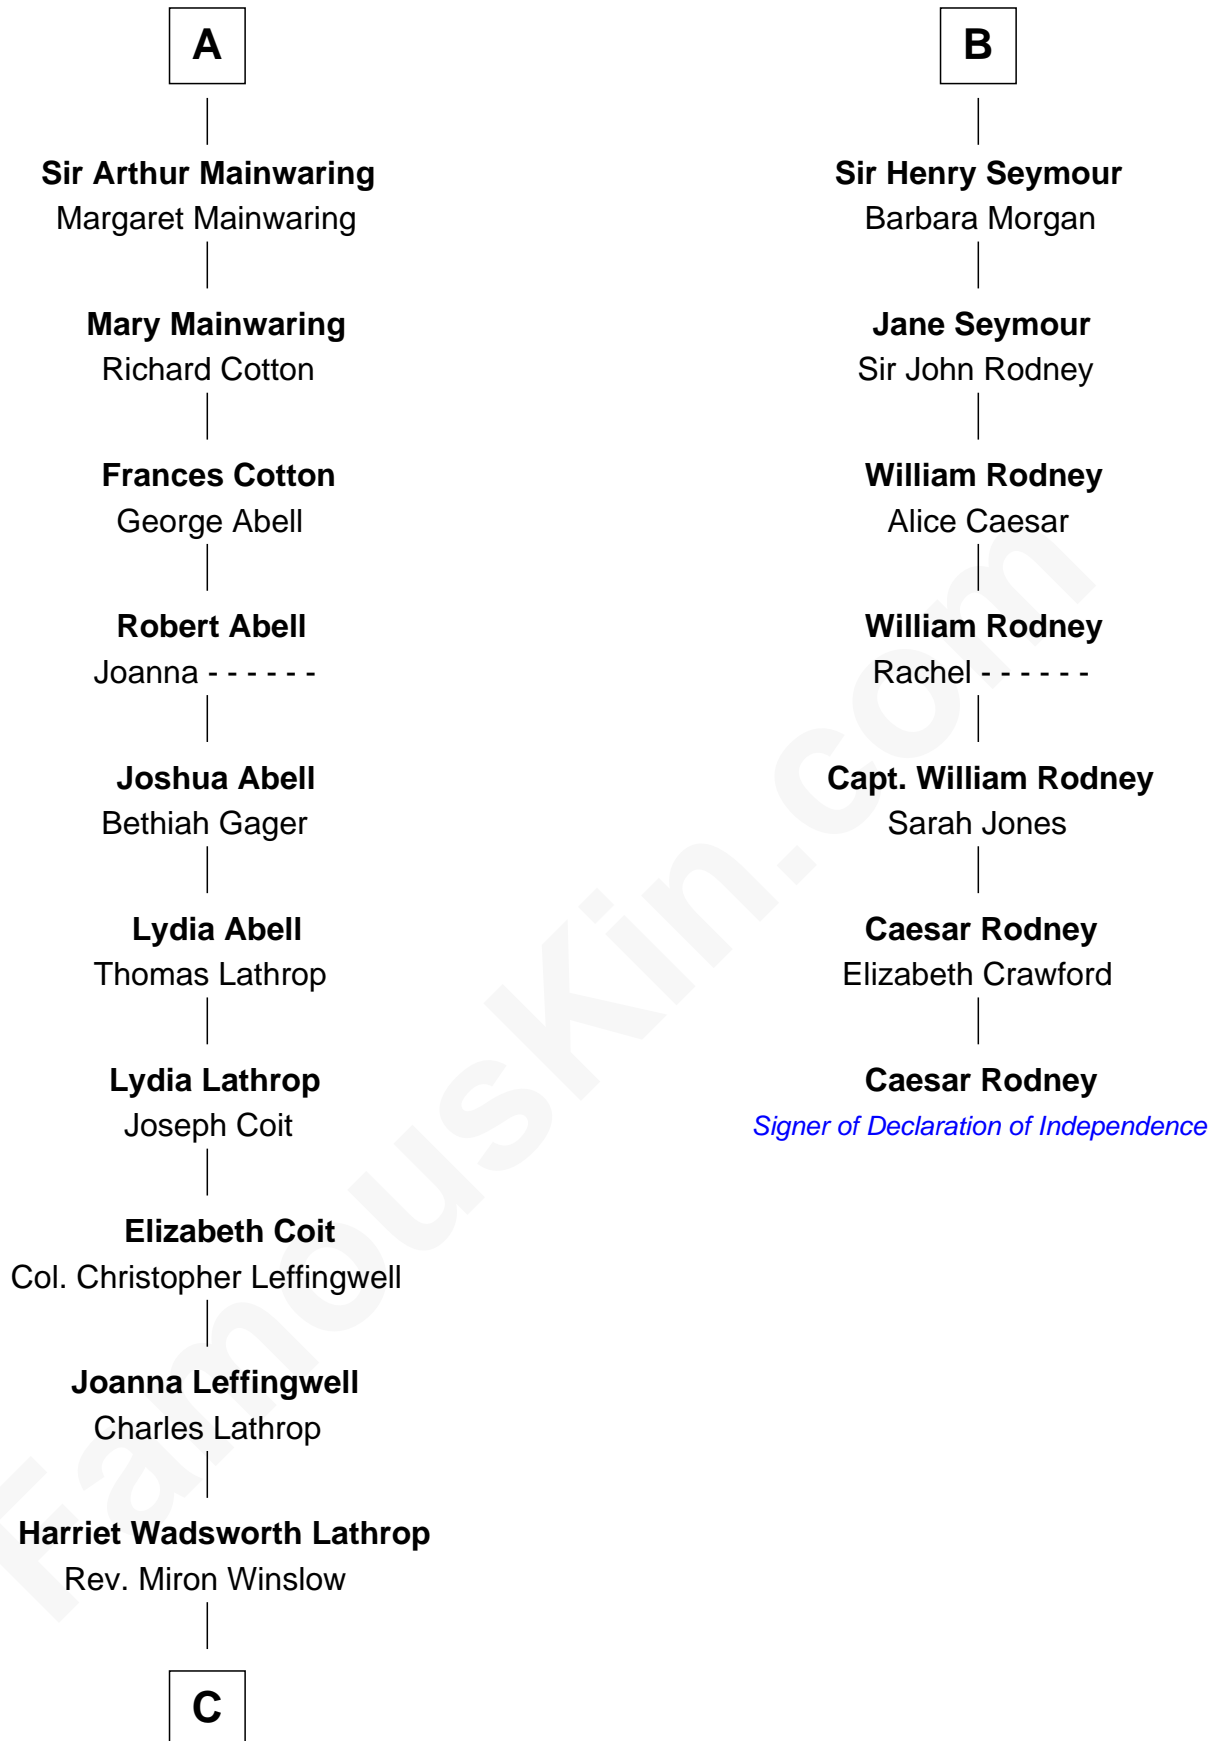 A
Sir Arthur Mainwaring
Margaret Mainwaring
Mary Mainwaring
Richard Cotton
Frances Cotton
George Abell
Robert Abell
Joanna - - - - - -
Joshua Abell
Bethiah Gager
Lydia Abell
Thomas Lathrop
Lydia Lathrop
Joseph Coit
Elizabeth Coit
Col. Christopher Leffingwell
Joanna Leffingwell
Charles Lathrop
Harriet Wadsworth Lathrop
Rev. Miron Winslow
C
B
Sir Henry Seymour
Barbara Morgan
Jane Seymour
Sir John Rodney
William Rodney
Alice Caesar
William Rodney
Rachel - - - - - -
Capt. William Rodney
Sarah Jones
Caesar Rodney
Elizabeth Crawford
Caesar Rodney
Signer of Declaration of Independence
FamousKin.com